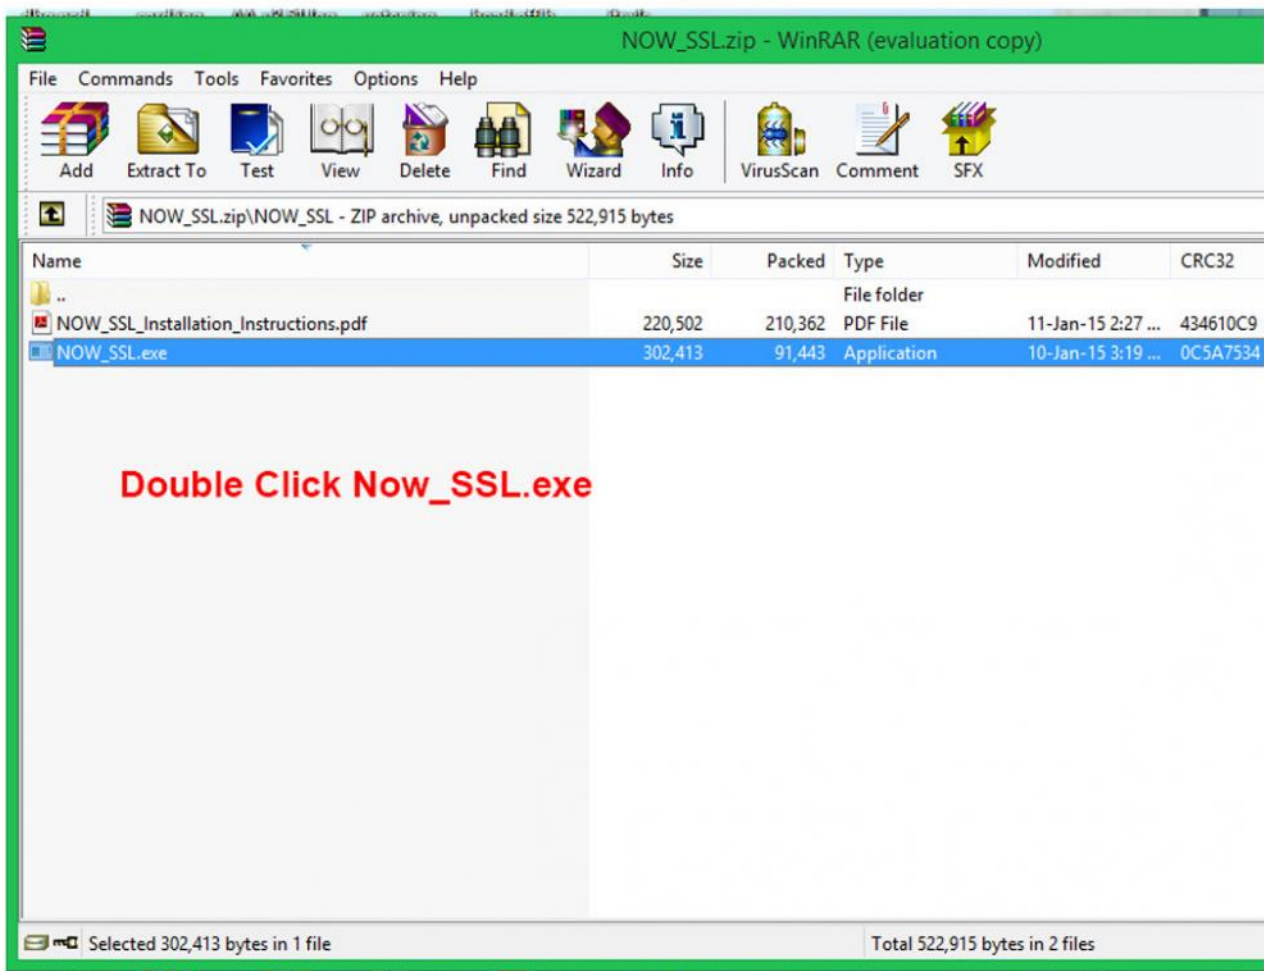 NOW_SSL.zip - WinRAR (evaluation copy)
File Commands Tools Favorites Options Help
Add Extract To Test View Delete Find Wizard Info VirusScan Comment SFX
NOW_SSL.zip\NOW_SSL - ZIP archive, unpacked size 522,915 bytes
Name Size Packed Type Modified CRC32
.. File folder
NOW_SSL_Installation_Instructions.pdf 220,502 210,362 PDF File 11-Jan-15 2:27 ... 434610C9
NOW_SSL.exe 302,413 91,443 Application 10-Jan-15 3:19 ... 0C5A7534
Double Click Now_SSL.exe
Selected 302,413 bytes in 1 file Total 522,915 bytes in 2 files